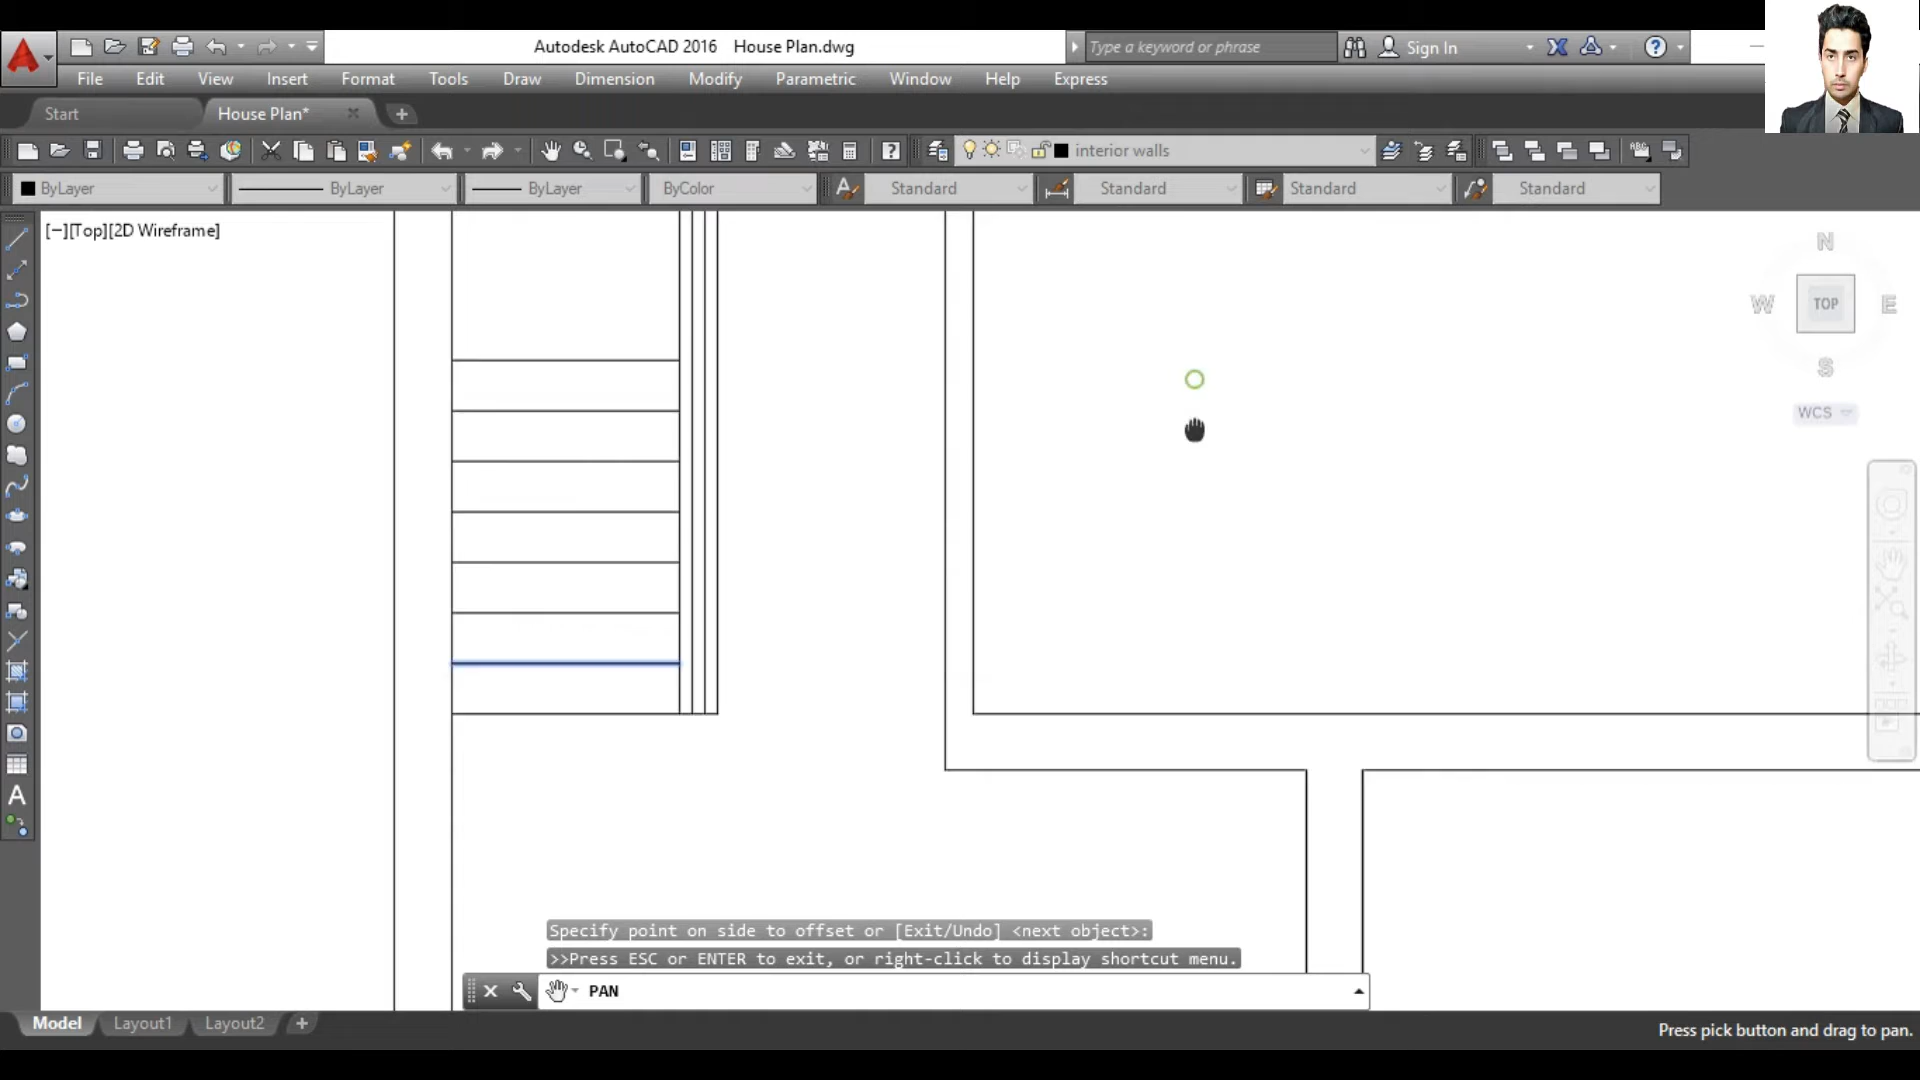 Autodesk AutoCAD 2016 House Plan.dwg
Type a keyword or phrase
Sign In
File Edit View Insert Format Tools Draw Dimension Modify Parametric Window Help Express
Start
House Plan*
interior walls
ByLayer
ByLayer
ByLayer
ByColor
Standard
Standard
Standard
Standard
[−][Top][2D Wireframe]
N
W
TOP
E
S
WCS
A
Specify point on side to offset or [Exit/Undo] <next object>:
>>Press ESC or ENTER to exit, or right-click to display shortcut menu.
PAN
Model
Layout1
Layout2
Press pick button and drag to pan.